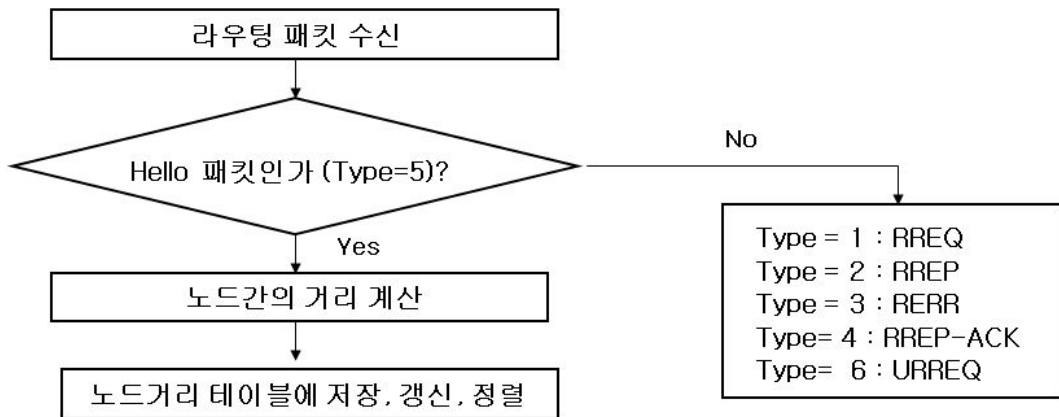 라우팅 패킷 수신
Hello 패킷인가 (Type=5)?
No
Yes
Type = 1 : RREQ
Type = 2 : RREP
Type = 3 : RERR
Type= 4 : RREP-ACK
Type=  6 : URREQ
노드간의 거리 계산
노드거리 테이블에 저장, 갱신, 정렬